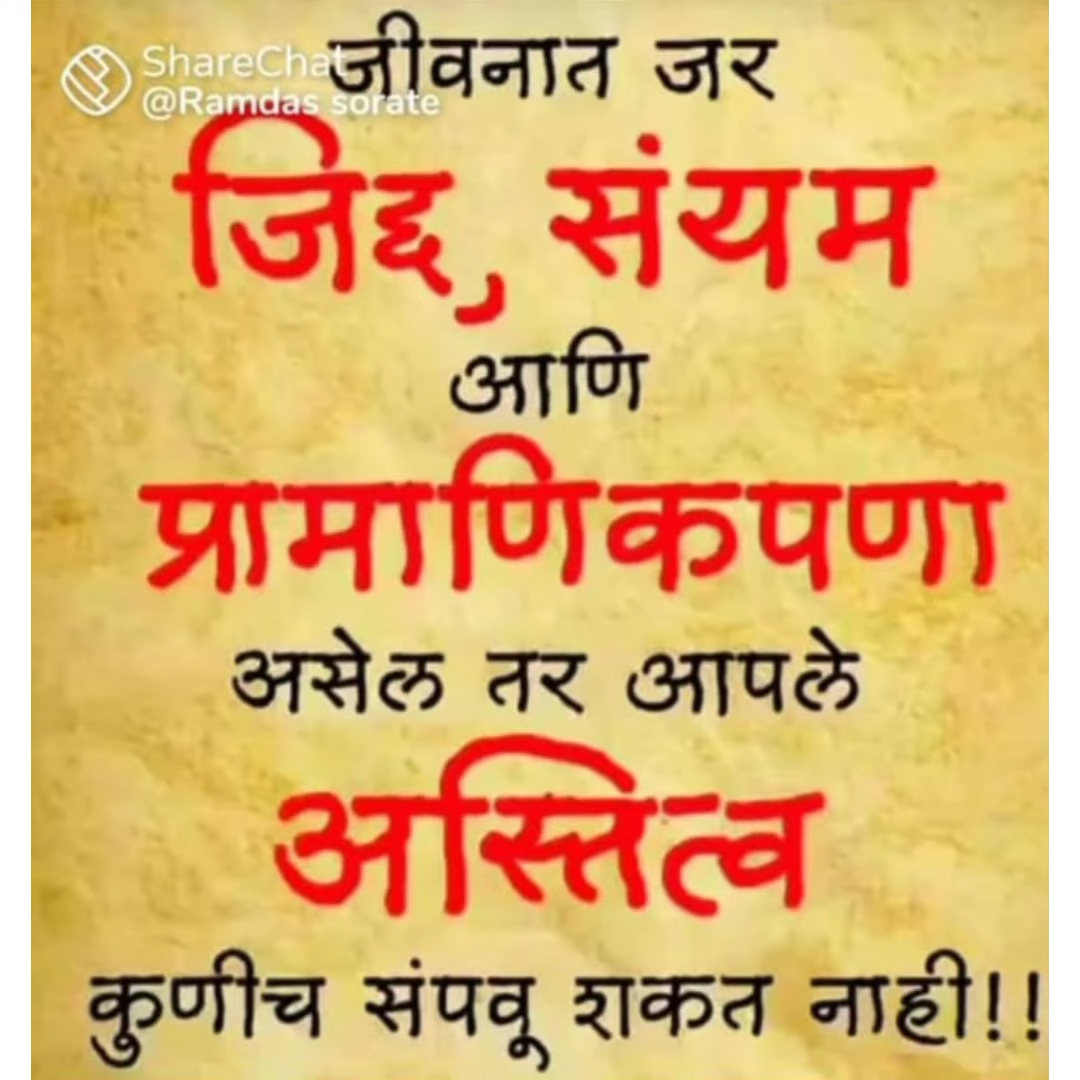 ShareChat
@Ramdas sorate
जीवनात जर
जिद्द, संयम
आणि
प्रामाणिकपणा
असेल तर आपले
अस्तित्व
कुणीच संपवू शकत नाही!!